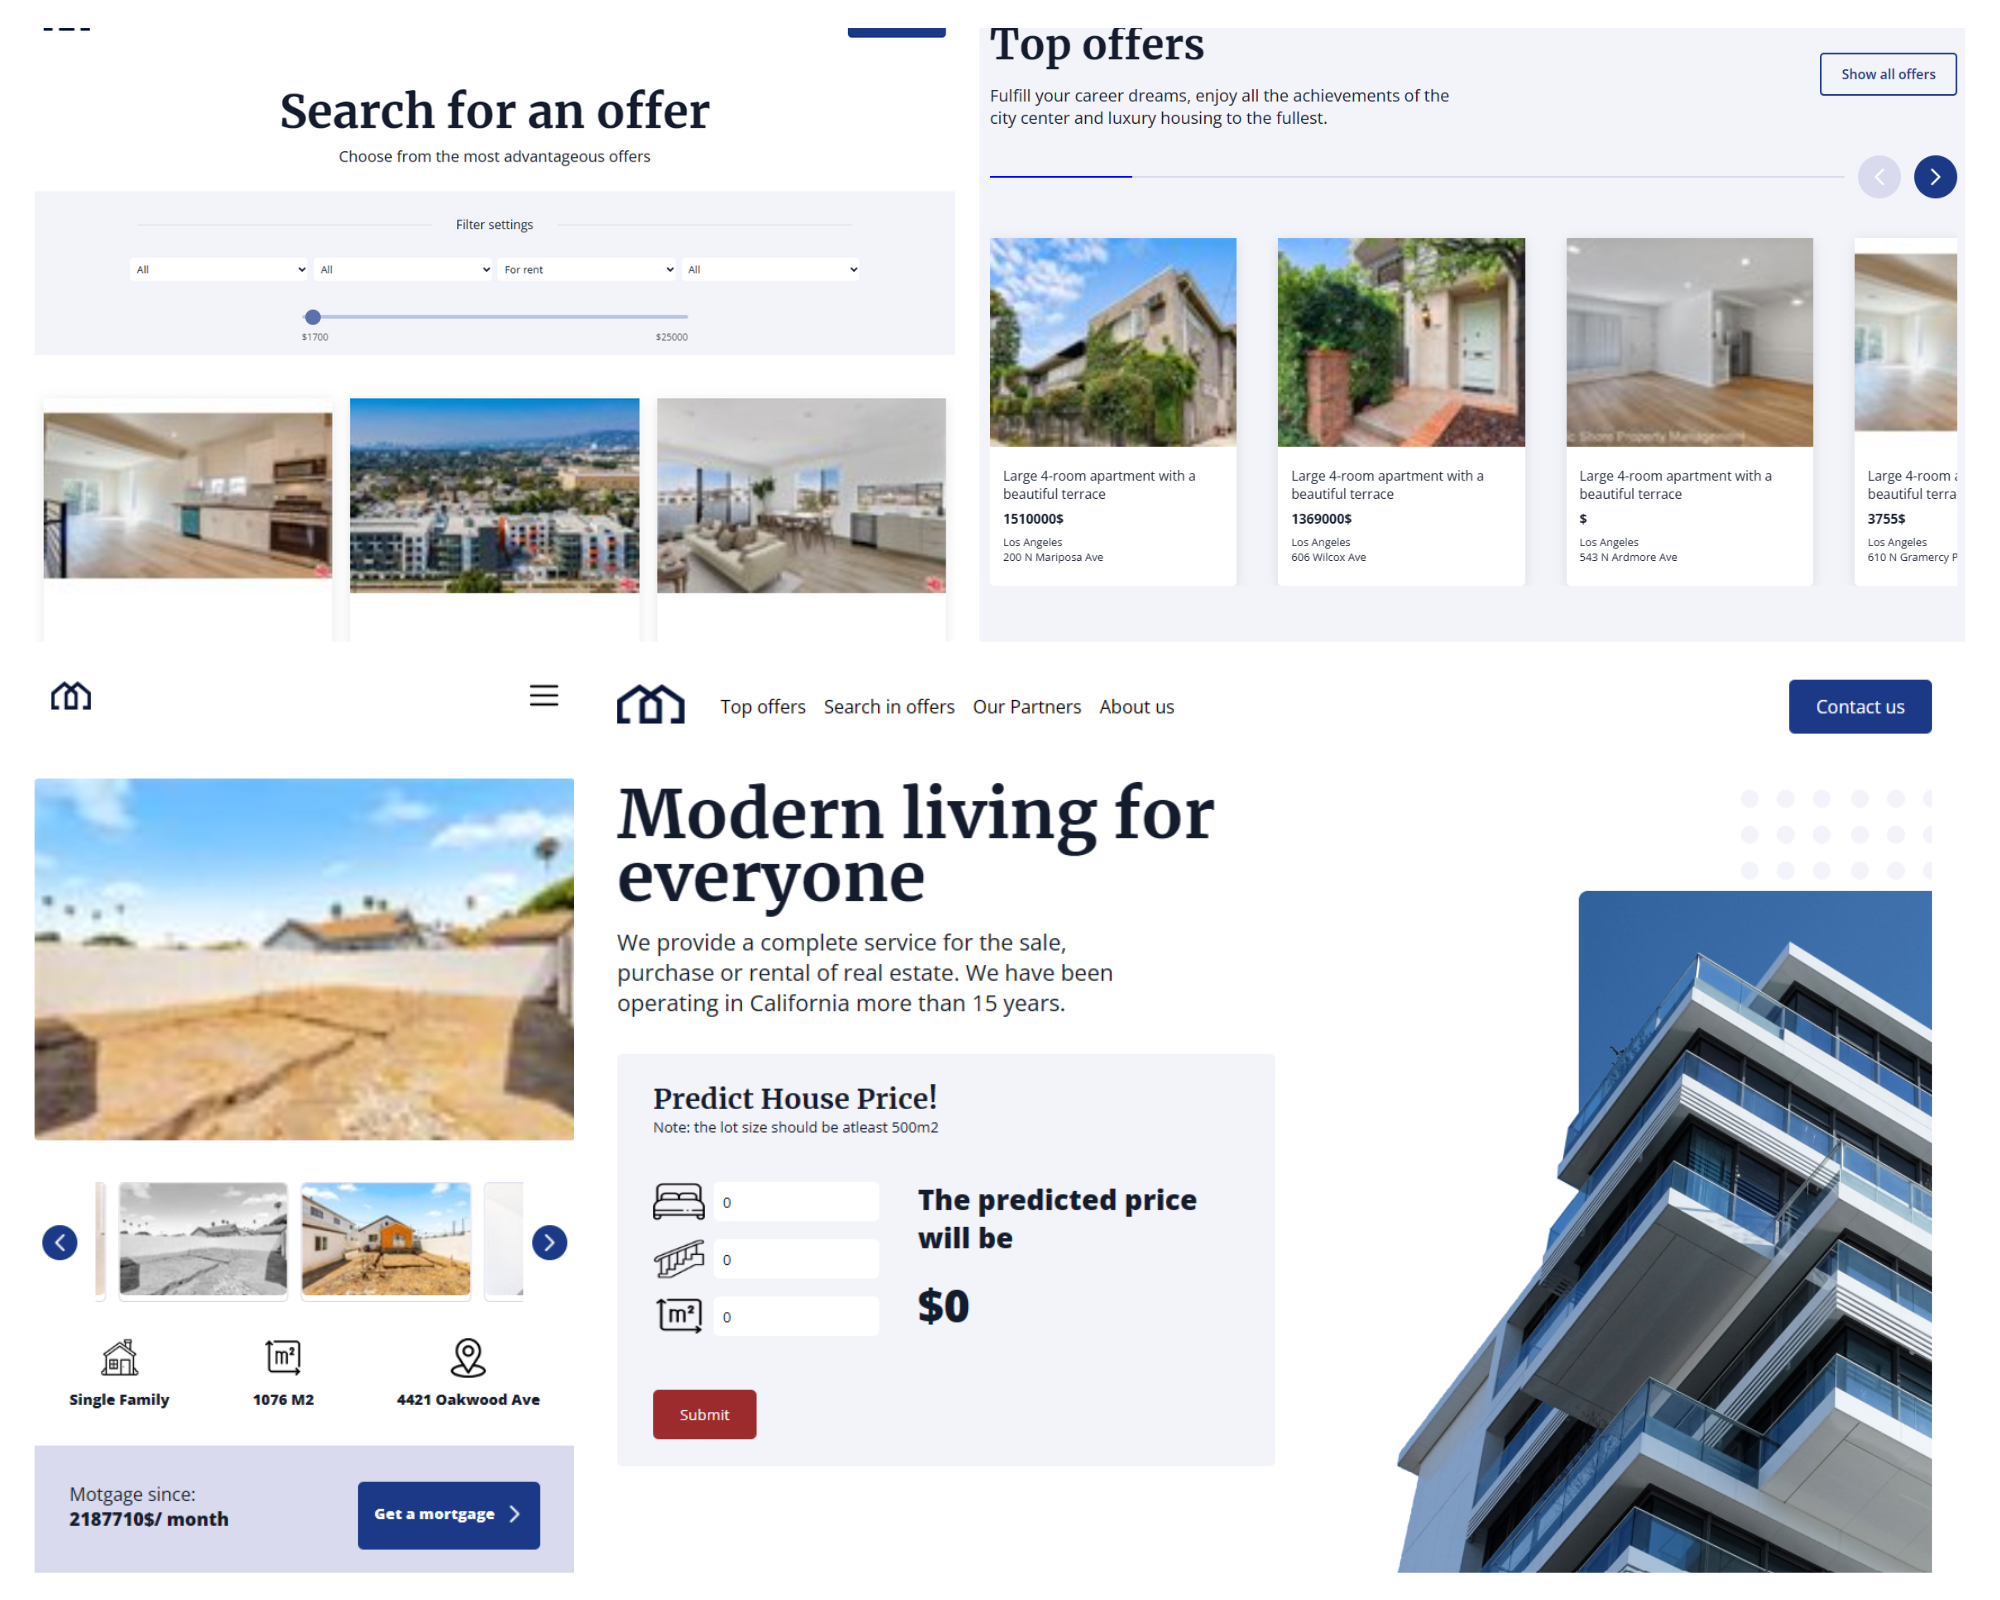 Search for an offer
Choose from the most advantageous offers
Filter settings
All
All
For rent
All
$1700
$25000
Top offers
Show all offers
Fulfill your career dreams, enjoy all the achievements of the
city center and luxury housing to the fullest.
Shore Property Management
Large 4-room apartment with a
beautiful terrace
1510000$
Los Angeles
200 N Mariposa Ave
Large 4-room apartment with a
beautiful terrace
1369000$
Los Angeles
606 Wilcox Ave
Large 4-room apartment with a
beautiful terrace
$
Los Angeles
543 N Ardmore Ave
Large 4-room
beautiful terra
3755$
Los Angeles
610 N Gramercy P
m²
Single Family
1076 M2
4421 Oakwood Ave
Motgage since:
2187710$/ month
Get a mortgage
Top offers
Search in offers
Our Partners
About us
Contact us
Modern living for
everyone
We provide a complete service for the sale,
purchase or rental of real estate. We have been
operating in California more than 15 years.
Predict House Price!
Note: the lot size should be atleast 500m2
0
0
m²
0
The predicted price
will be
$0
Submit